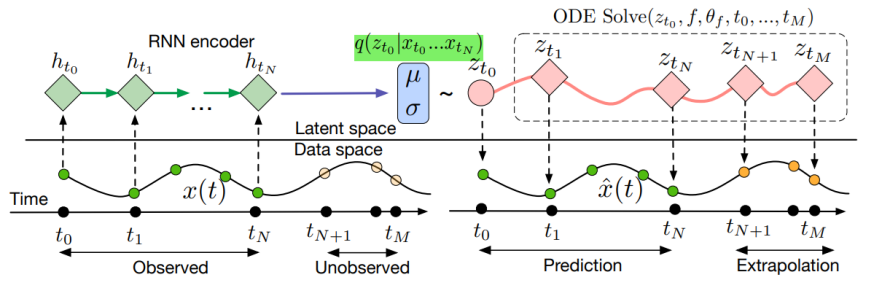 ODE Solve(z_{t_0}, f, θ_f, t_0, ..., t_M)
RNN encoder
q(z_{t_0}|x_{t_0}...x_{t_N})
h_{t_0} h_{t_1} h_{t_N}
z_{t_0} z_{t_1} z_{t_N} z_{t_{N+1}} z_{t_M}
...
μ
σ
~
Latent space
Data space
x(t) x̂(t)
Time
t_0 t_1 t_N t_{N+1} t_M
t_0 t_1 t_N t_{N+1} t_M
Observed Unobserved
Prediction Extrapolation